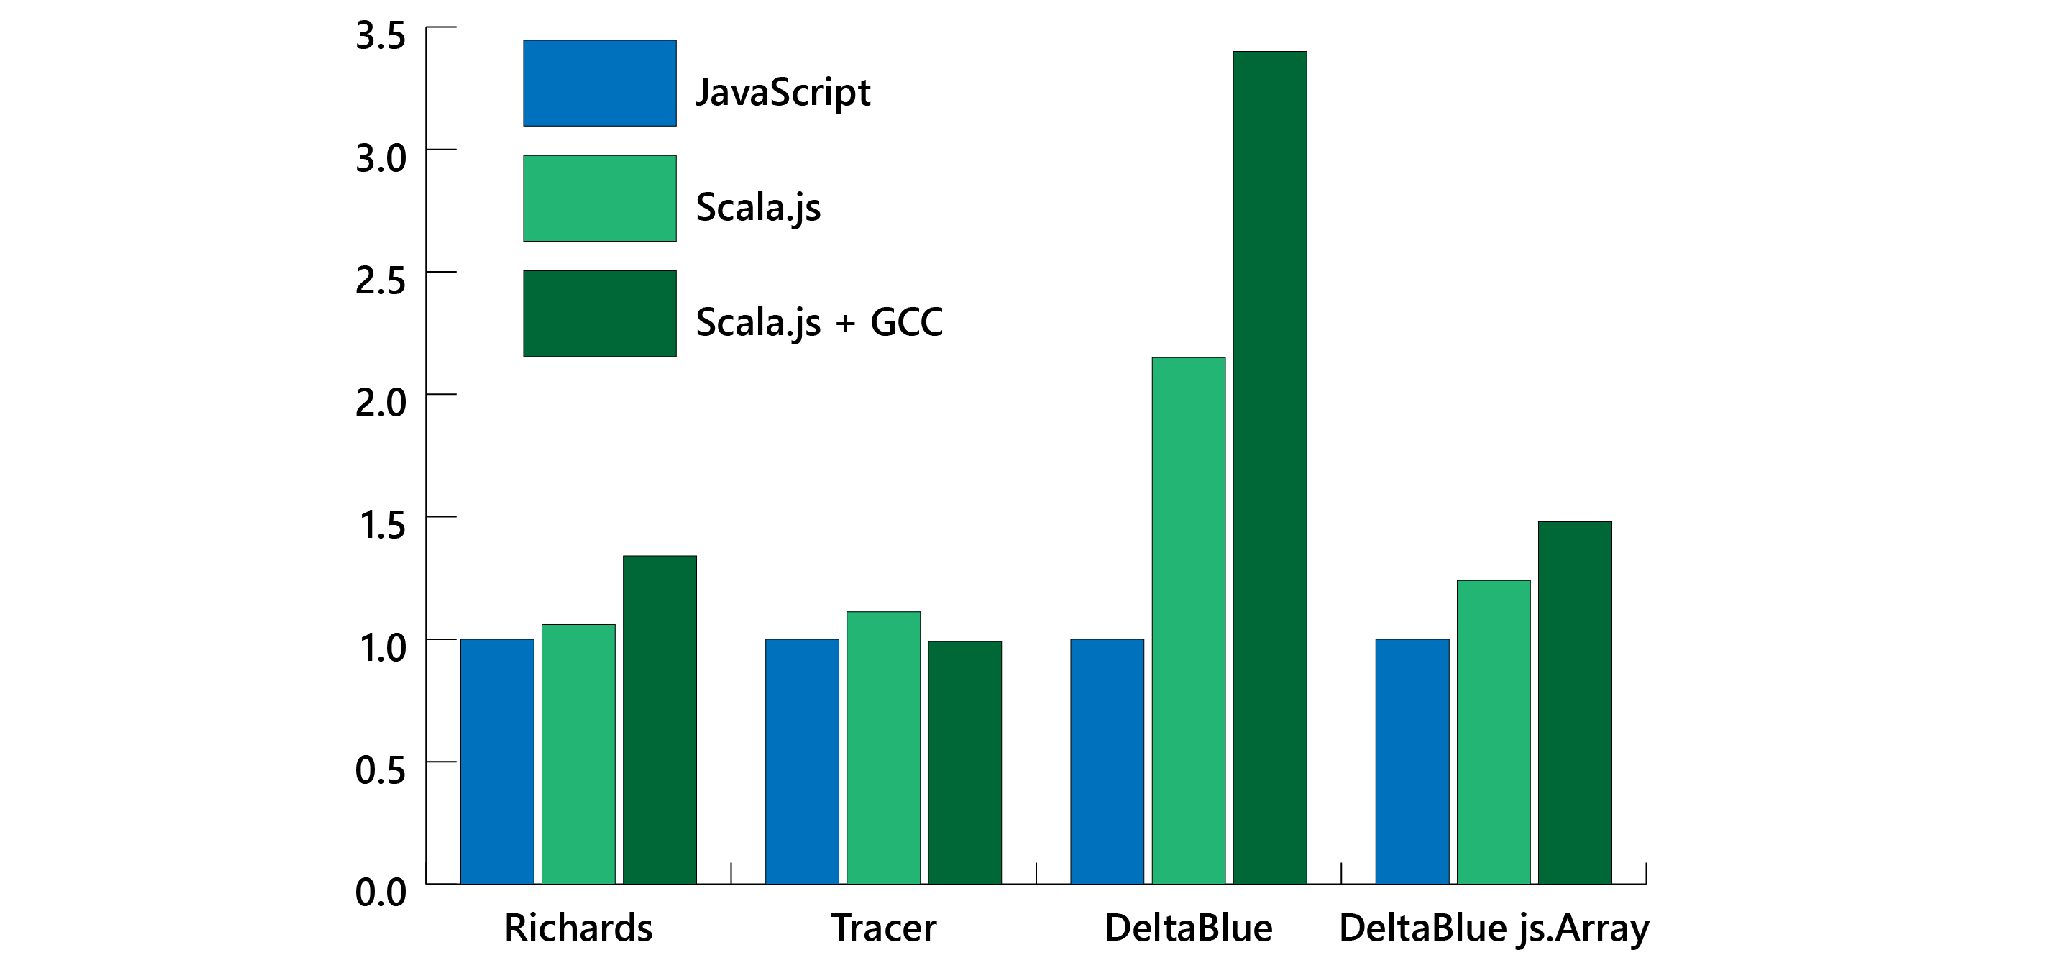 3.5
3.0
2.5
2.0
1.5
1.0
0.5
0.0
JavaScript
Scala.js
Scala.js + GCC
Richards
Tracer
DeltaBlue
DeltaBlue js.Array